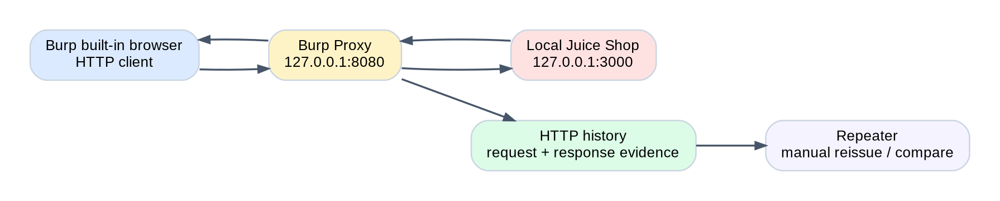 Burp built-in browser
HTTP client
Burp Proxy
127.0.0.1:8080
Local Juice Shop
127.0.0.1:3000
HTTP history
request + response evidence
Repeater
manual reissue / compare